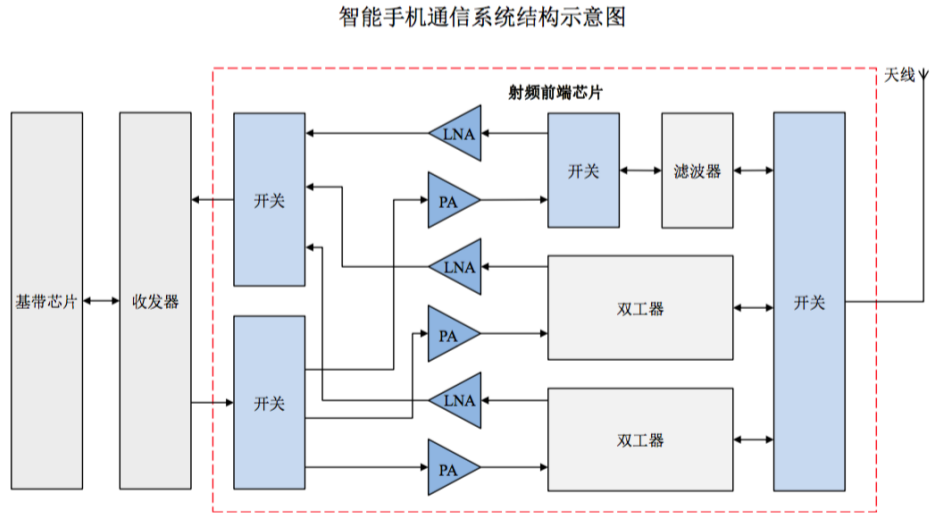 智能手机通信系统结构示意图
天线
射频前端芯片
LNA
开关
滤波器
开关
PA
LNA
基带芯片
收发器
双工器
开关
PA
开关
LNA
双工器
PA